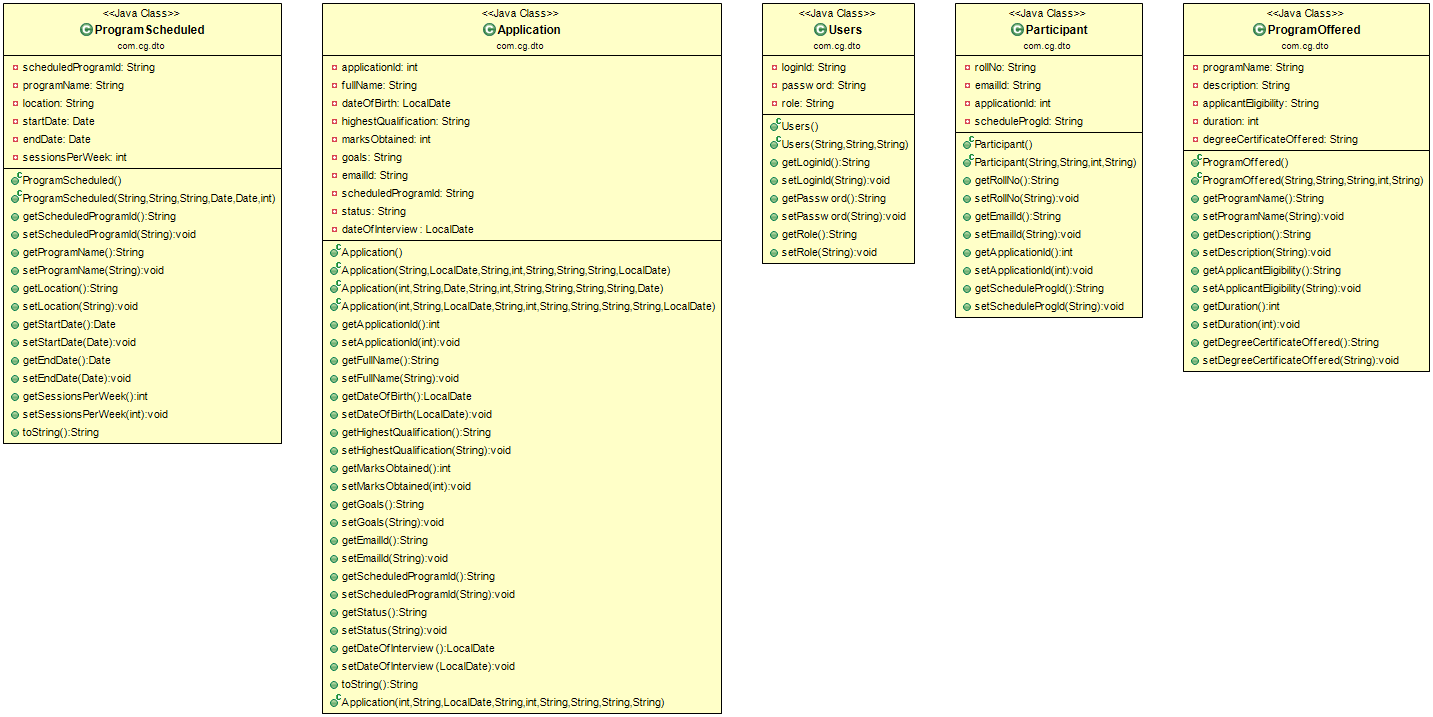 <<Java Class>>
ProgramScheduled
com.cg.dto
scheduledProgramId: String
programName: String
location: String
startDate: Date
endDate: Date
sessionsPerWeek: int
ProgramScheduled()
ProgramScheduled(String,String,String,Date,Date,int)
getScheduledProgramId():String
setScheduledProgramId(String):void
getProgramName():String
setProgramName(String):void
getLocation():String
setLocation(String):void
getStartDate():Date
setStartDate(Date):void
getEndDate():Date
setEndDate(Date):void
getSessionsPerWeek():int
setSessionsPerWeek(int):void
toString():String
<<Java Class>>
Application
com.cg.dto
applicationId: int
fullName: String
dateOfBirth: LocalDate
highestQualification: String
marksObtained: int
goals: String
emailId: String
scheduledProgramId: String
status: String
dateOfInterview: LocalDate
Application()
Application(String,LocalDate,String,int,String,String,String,LocalDate)
Application(int,String,Date,String,int,String,String,String,String,Date)
Application(int,String,LocalDate,String,int,String,String,String,String,LocalDate)
getApplicationId():int
setApplicationId(int):void
getFullName():String
setFullName(String):void
getDateOfBirth():LocalDate
setDateOfBirth(LocalDate):void
getHighestQualification():String
setHighestQualification(String):void
getMarksObtained():int
setMarksObtained(int):void
getGoals():String
setGoals(String):void
getEmailId():String
setEmailId(String):void
getScheduledProgramId():String
setScheduledProgramId(String):void
getStatus():String
setStatus(String):void
getDateOfInterview():LocalDate
setDateOfInterview(LocalDate):void
toString():String
Application(int,String,LocalDate,String,int,String,String,String,String)
<<Java Class>>
Users
com.cg.dto
loginId: String
password: String
role: String
Users()
Users(String,String,String)
getLoginId():String
setLoginId(String):void
getPassword():String
setPassword(String):void
getRole():String
setRole(String):void
<<Java Class>>
Participant
com.cg.dto
rollNo: String
emailId: String
applicationId: int
scheduleProgId: String
Participant()
Participant(String,String,int,String)
getRollNo():String
setRollNo(String):void
getEmailId():String
setEmailId(String):void
getApplicationId():int
setApplicationId(int):void
getScheduleProgId():String
setScheduleProgId(String):void
<<Java Class>>
ProgramOffered
com.cg.dto
programName: String
description: String
applicantEligibility: String
duration: int
degreeCertificateOffered: String
ProgramOffered()
ProgramOffered(String,String,String,int,String)
getProgramName():String
setProgramName(String):void
getDescription():String
setDescription(String):void
getApplicantEligibility():String
setApplicantEligibility(String):void
getDuration():int
setDuration(int):void
getDegreeCertificateOffered():String
setDegreeCertificateOffered(String):void